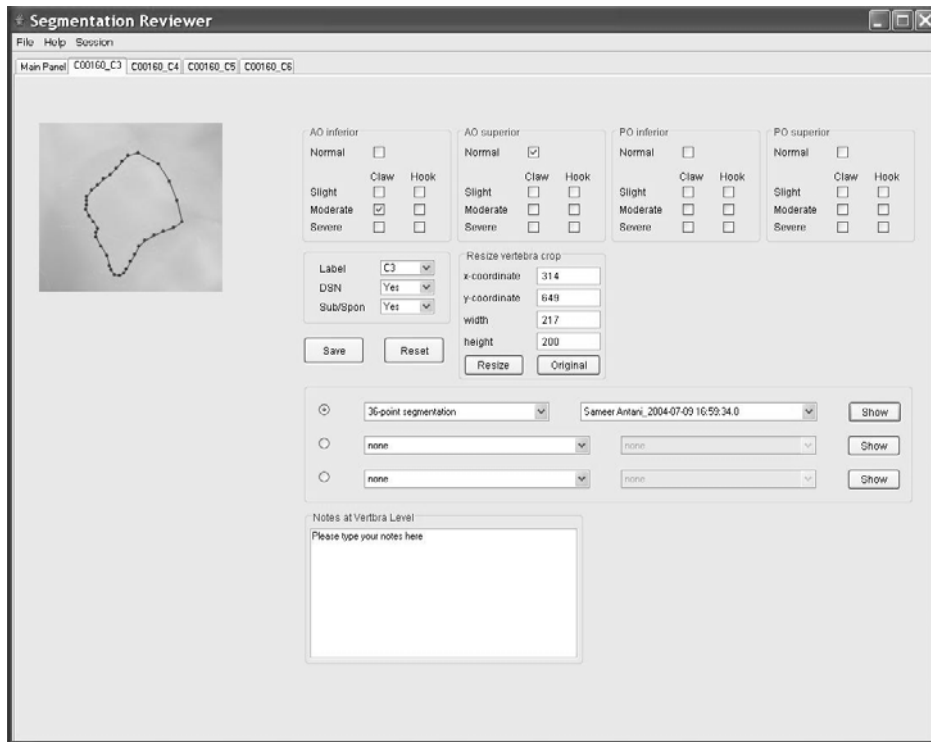 Segmentation Reviewer
File Help Session
Main Panel C00160_C3 C00160_C4 C00160_C5 C00160_C6
AO inferior
Normal
Claw Hook
Slight
Moderate
Severe
AO superior
Normal
Claw Hook
Slight
Moderate
Severe
PO inferior
Normal
Claw Hook
Slight
Moderate
Severe
PO superior
Normal
Claw Hook
Slight
Moderate
Severe
Label C3
DSN Yes
Sub/Spon Yes
Save Reset
Resize vertebra crop
x-coordinate 314
y-coordinate 649
width 217
height 200
Resize Original
36-point segmentation Sameer Antani_2004-07-09 16:59:34.0 Show
none none Show
none none Show
Notes at Vertbra Level
Please type your notes here